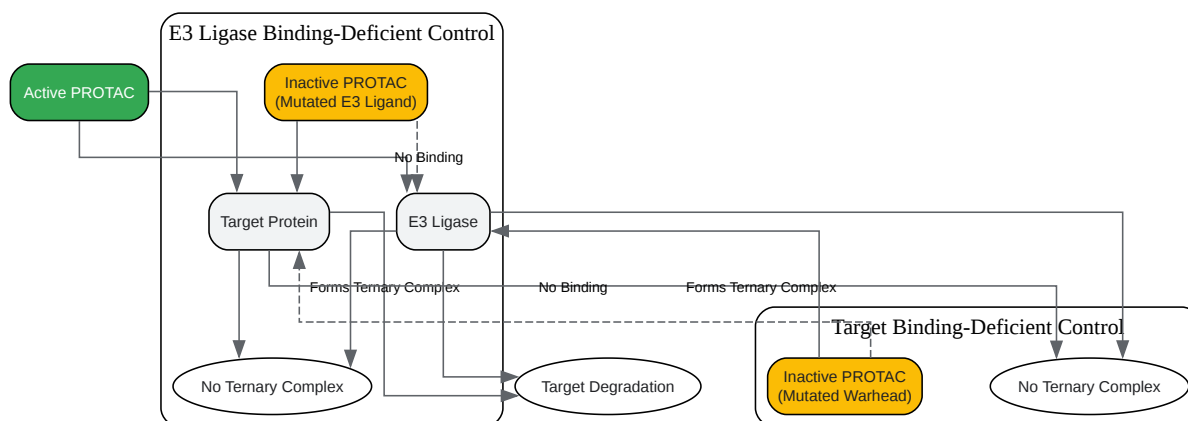 E3 Ligase Binding-Deficient Control
Active PROTAC
Inactive PROTAC
(Mutated E3 Ligand)
No Binding
Target Protein
E3 Ligase
Forms Ternary Complex
No Binding
Forms Ternary Complex
Target Binding-Deficient Control
No Ternary Complex
Target Degradation
Inactive PROTAC
(Mutated Warhead)
No Ternary Complex